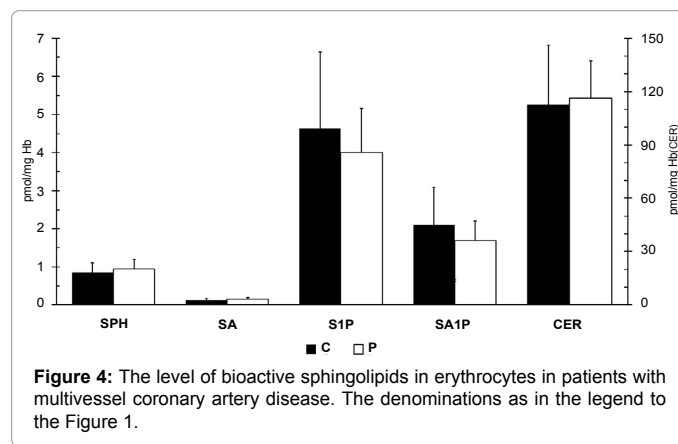 7
6
5
4
3
2
1
0
pmol/mg Hb
150
120
90
60
30
0
pmol/mg Hb(CER)
SPH SA S1P SA1P CER
C P
Figure 4: The level of bioactive sphingolipids in erythrocytes in patients with
multivessel coronary artery disease. The denominations as in the legend to
the Figure 1.